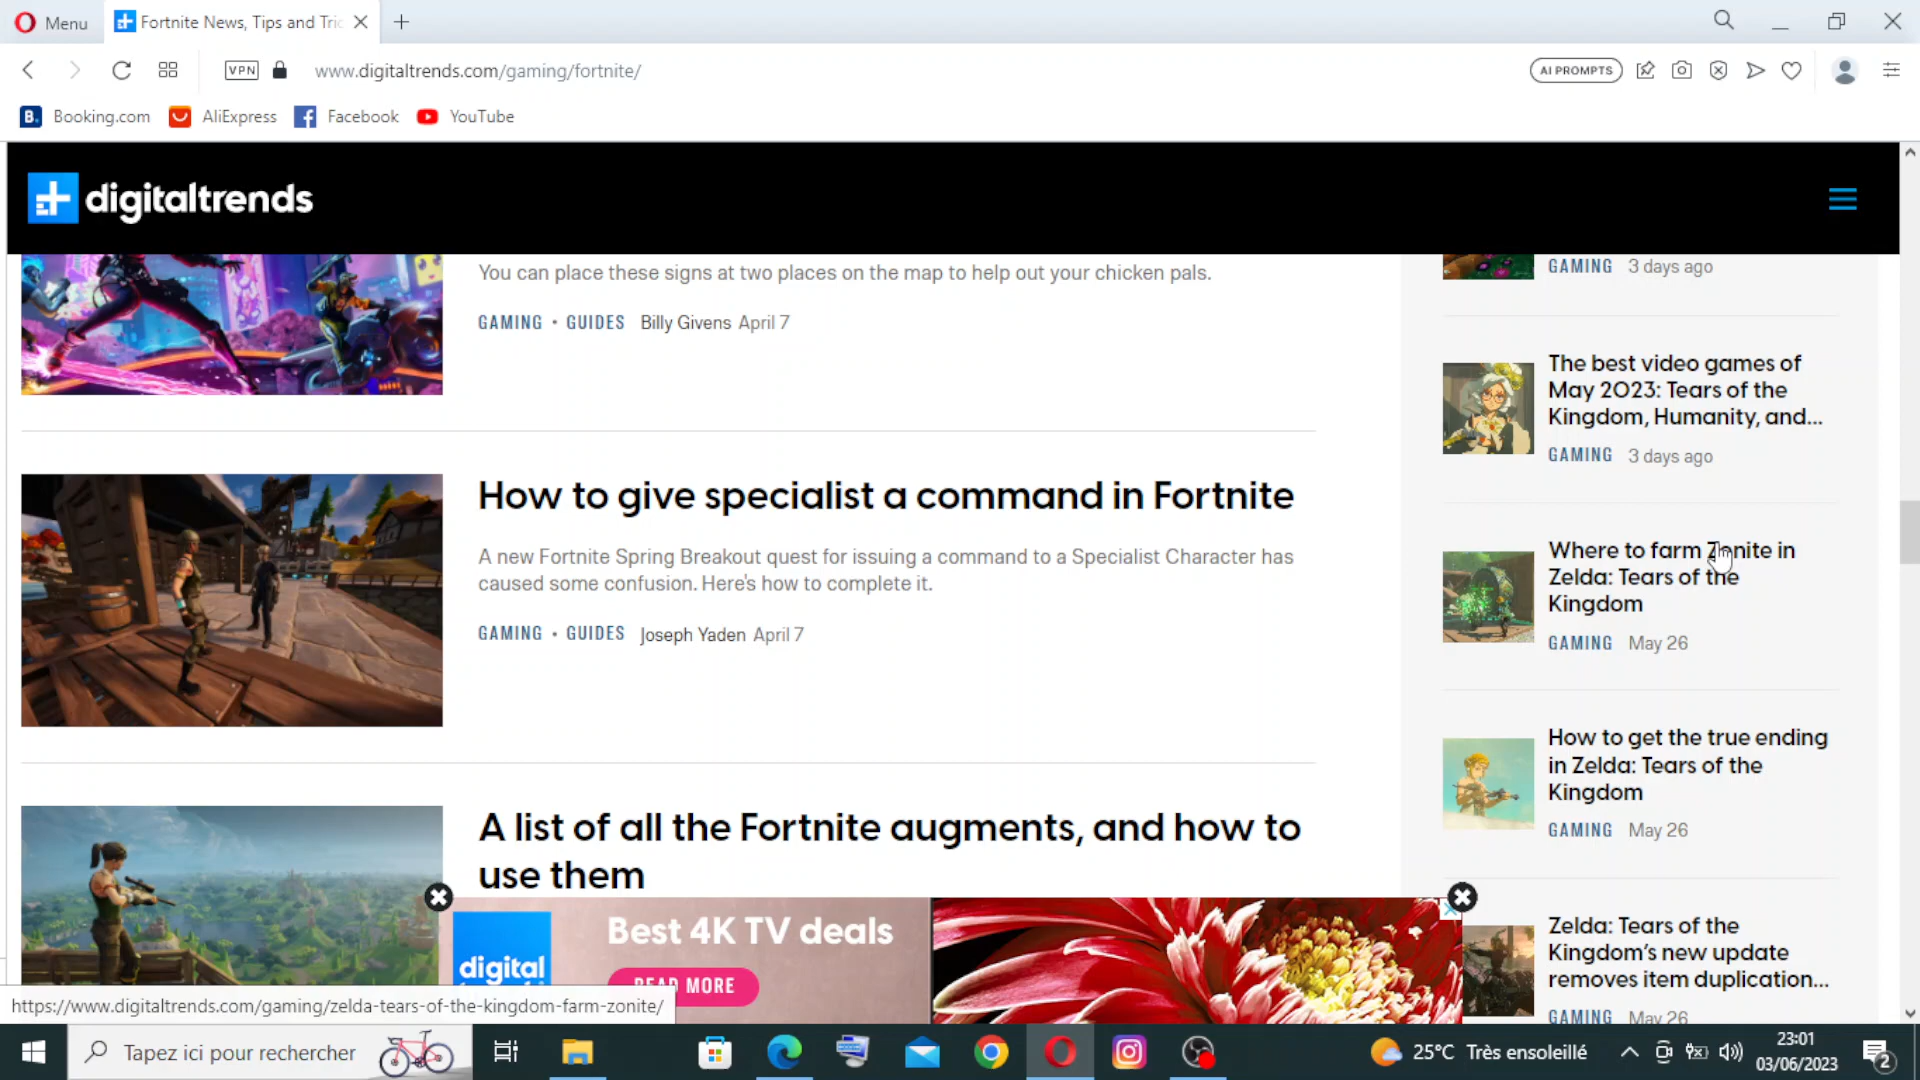 Menu
Fortnite News, Tips and Tric
VPN
www.digitaltrends.com/gaming/fortnite/
AI PROMPTS
B.
Booking.com
AliExpress
Facebook
YouTube
digitaltrends
You can place these signs at two places on the map to help out your chicken pals.
GAMING • GUIDES Billy Givens April 7
How to give specialist a command in Fortnite
A new Fortnite Spring Breakout quest for issuing a command to a Specialist Character has
caused some confusion. Here's how to complete it.
GAMING • GUIDES Joseph Yaden April 7
A list of all the Fortnite augments, and how to
use them
GAMING 3 days ago
The best video games of
May 2023: Tears of the
Kingdom, Humanity, and...
GAMING 3 days ago
Where to farm Zonite in
Zelda: Tears of the
Kingdom
GAMING May 26
How to get the true ending
in Zelda: Tears of the
Kingdom
GAMING May 26
Zelda: Tears of the
Kingdom's new update
removes item duplication...
GAMING May 26
digital
Best 4K TV deals
READ MORE
https://www.digitaltrends.com/gaming/zelda-tears-of-the-kingdom-farm-zonite/
Tapez ici pour rechercher
25°C Très ensoleillé
23:01
03/06/2023
2